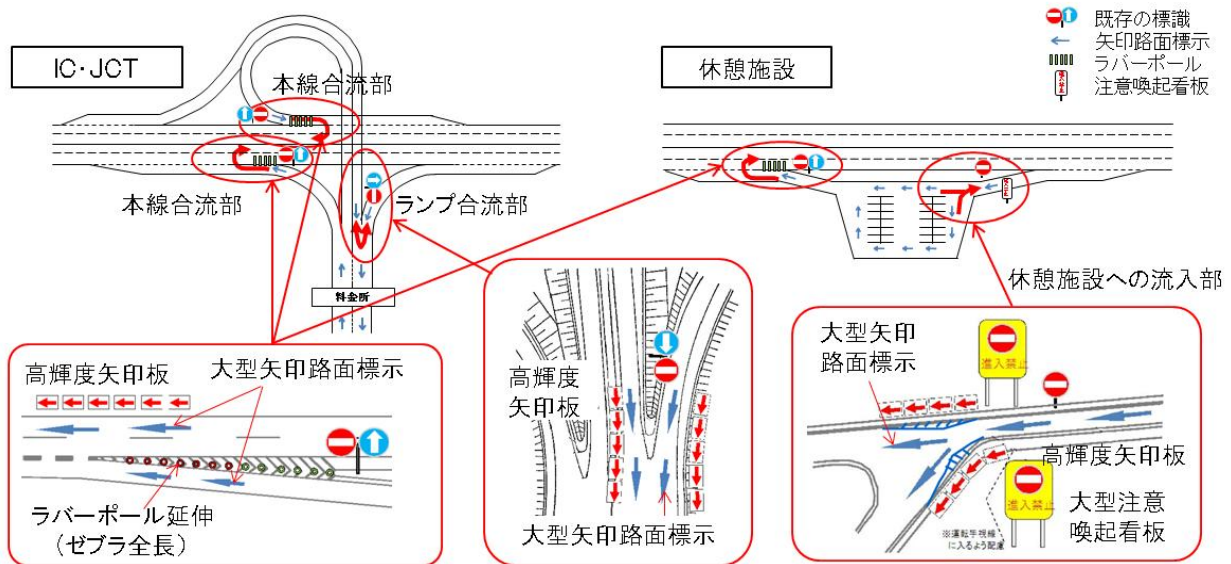 IC・JCT
本線合流部
本線合流部
ランプ合流部
料金所
休憩施設
既存の標識
矢印路面標示
ラバーポール
注意喚起看板
休憩施設への流入部
高輝度矢印板
大型矢印路面標示
ラバーポール延伸
(ゼブラ全長)
高輝度
矢印板
大型矢印路面標示
大型矢印
路面標示
進入禁止
高輝度矢印板
進入禁止
大型注意
喚起看板
※運転手視線
に入るよう配慮